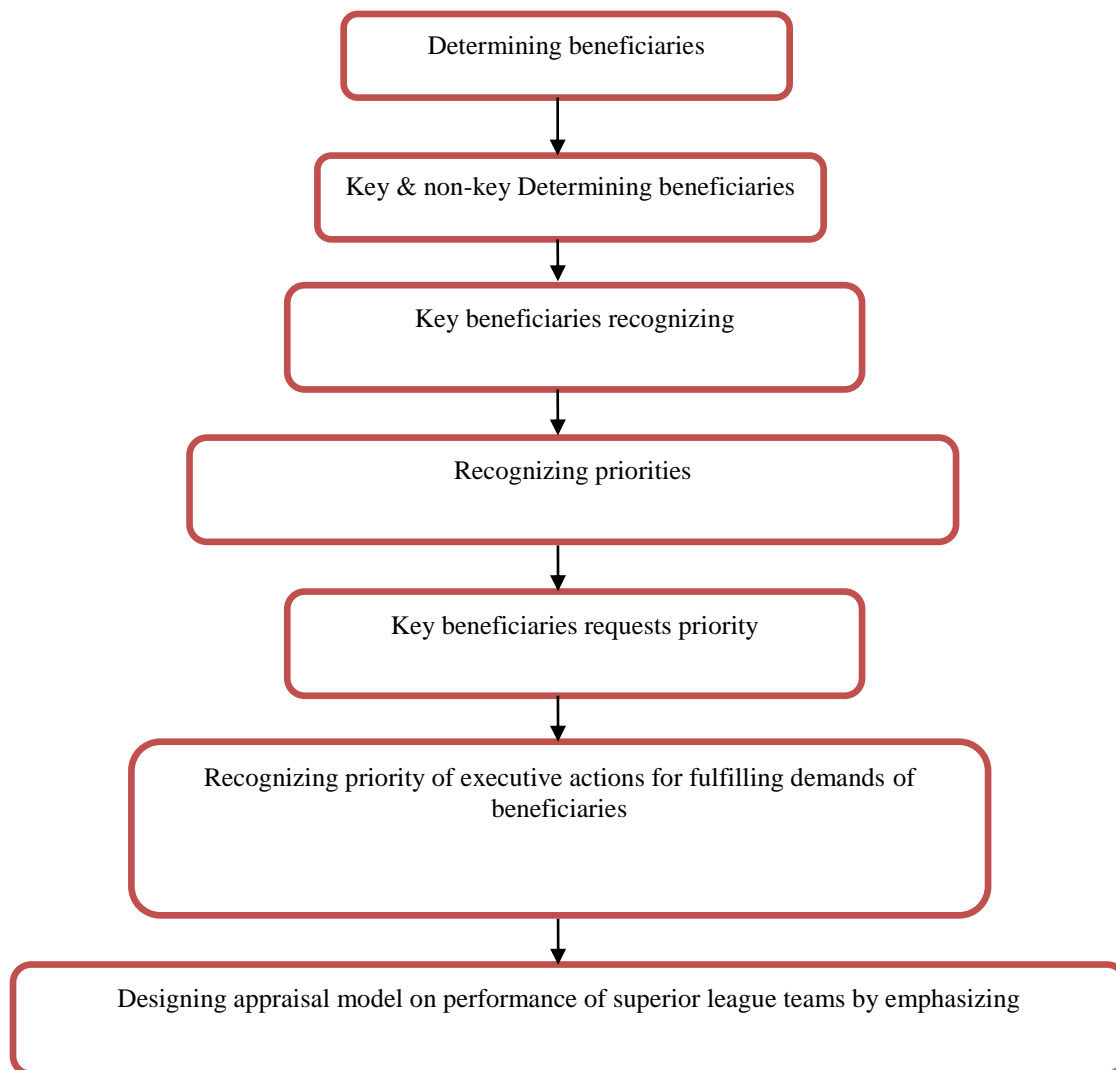 Determining beneficiaries
Key & non-key Determining beneficiaries
Key beneficiaries recognizing
Recognizing priorities
Key beneficiaries requests priority
Recognizing priority of executive actions for fulfilling demands of
beneficiaries
Designing appraisal model on performance of superior league teams by emphasizing